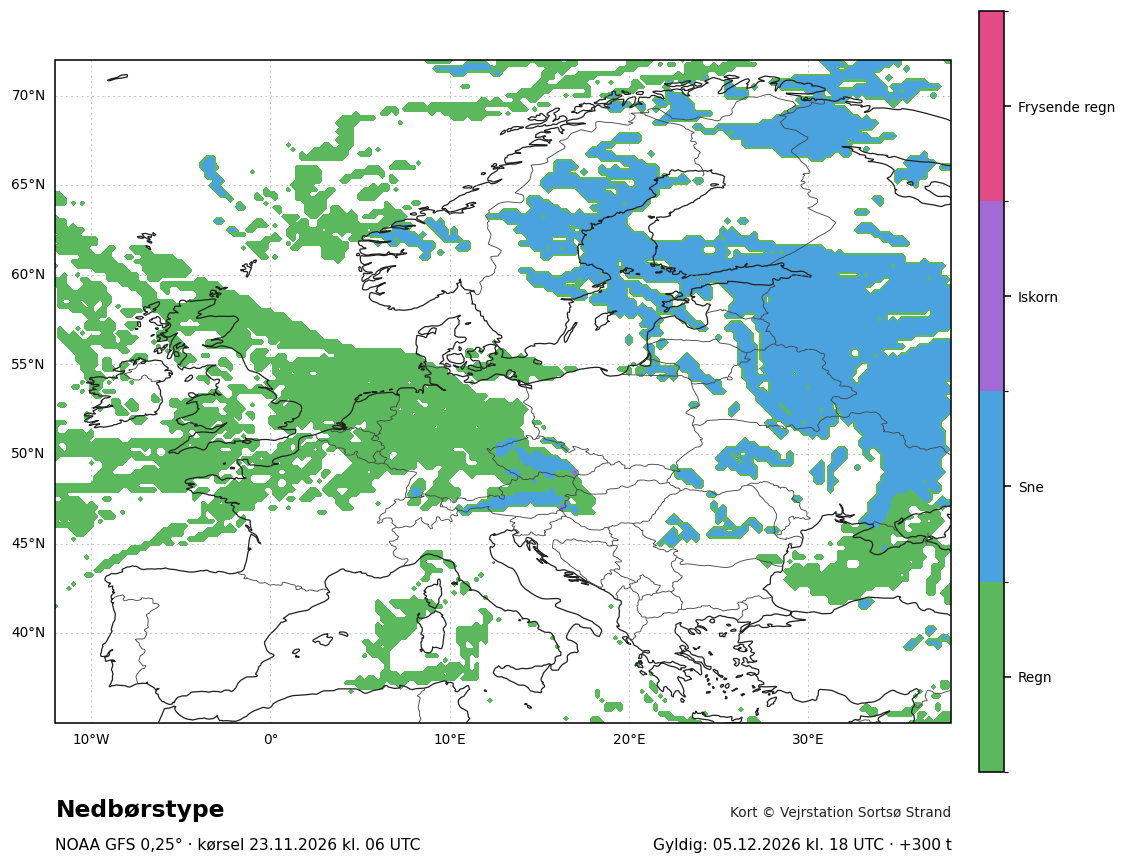 Frysende regn
Iskorn
Sne
Regn
70°N
65°N
60°N
55°N
50°N
45°N
40°N
10°W
0°
10°E
20°E
30°E
Nedbørstype
Kort © Vejrstation Sortsø Strand
NOAA GFS 0,25° · kørsel 23.11.2026 kl. 06 UTC
Gyldig: 05.12.2026 kl. 18 UTC · +300 t